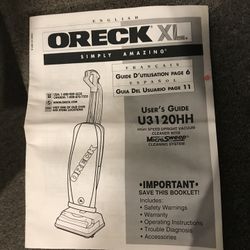 ENGLISH
ORECK XL
SIMPLY AMAZING
FRANÇAIS
GUIDE D'UTILISATION PAGE 6
ESPAÑOL
GUIA DEL USUARIO PAGE 11
USER'S GUIDE
U3120HH
HIGH SPEED UPRIGHT VACUUM
CLEANER WITH
MicroSweep
CLEANING SYSTEM
ORECK
•IMPORTANT•
SAVE THIS BOOKLET!
Includes:
• Safety Warnings
• Warranty
• Operating Instructions
• Trouble Diagnosis
• Accessories